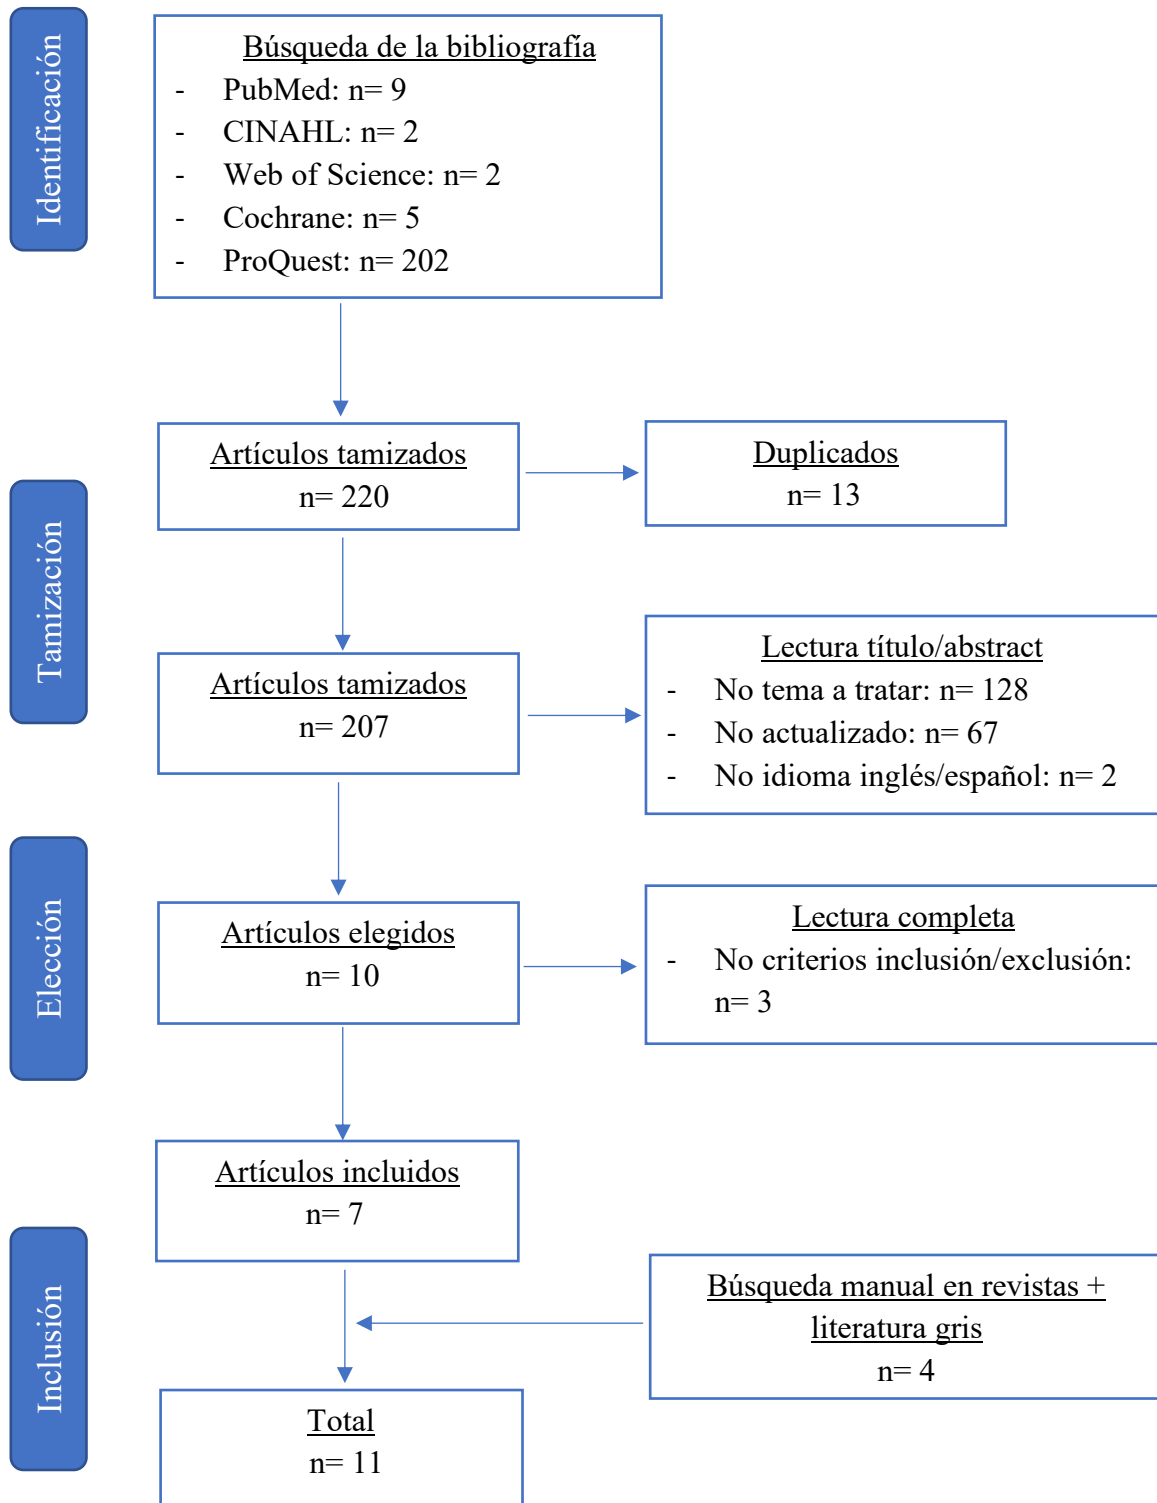 Identificación
Búsqueda de la bibliografía
- PubMed: n= 9
- CINAHL: n= 2
- Web of Science: n= 2
- Cochrane: n= 5
- ProQuest: n= 202
Tamización
Artículos tamizados
n= 220
Duplicados
n= 13
Artículos tamizados
n= 207
Lectura título/abstract
- No tema a tratar: n= 128
- No actualizado: n= 67
- No idioma inglés/español: n= 2
Elección
Artículos elegidos
n= 10
Lectura completa
- No criterios inclusión/exclusión:
n= 3
Artículos incluidos
n= 7
Inclusión
Búsqueda manual en revistas +
literatura gris
n= 4
Total
n= 11